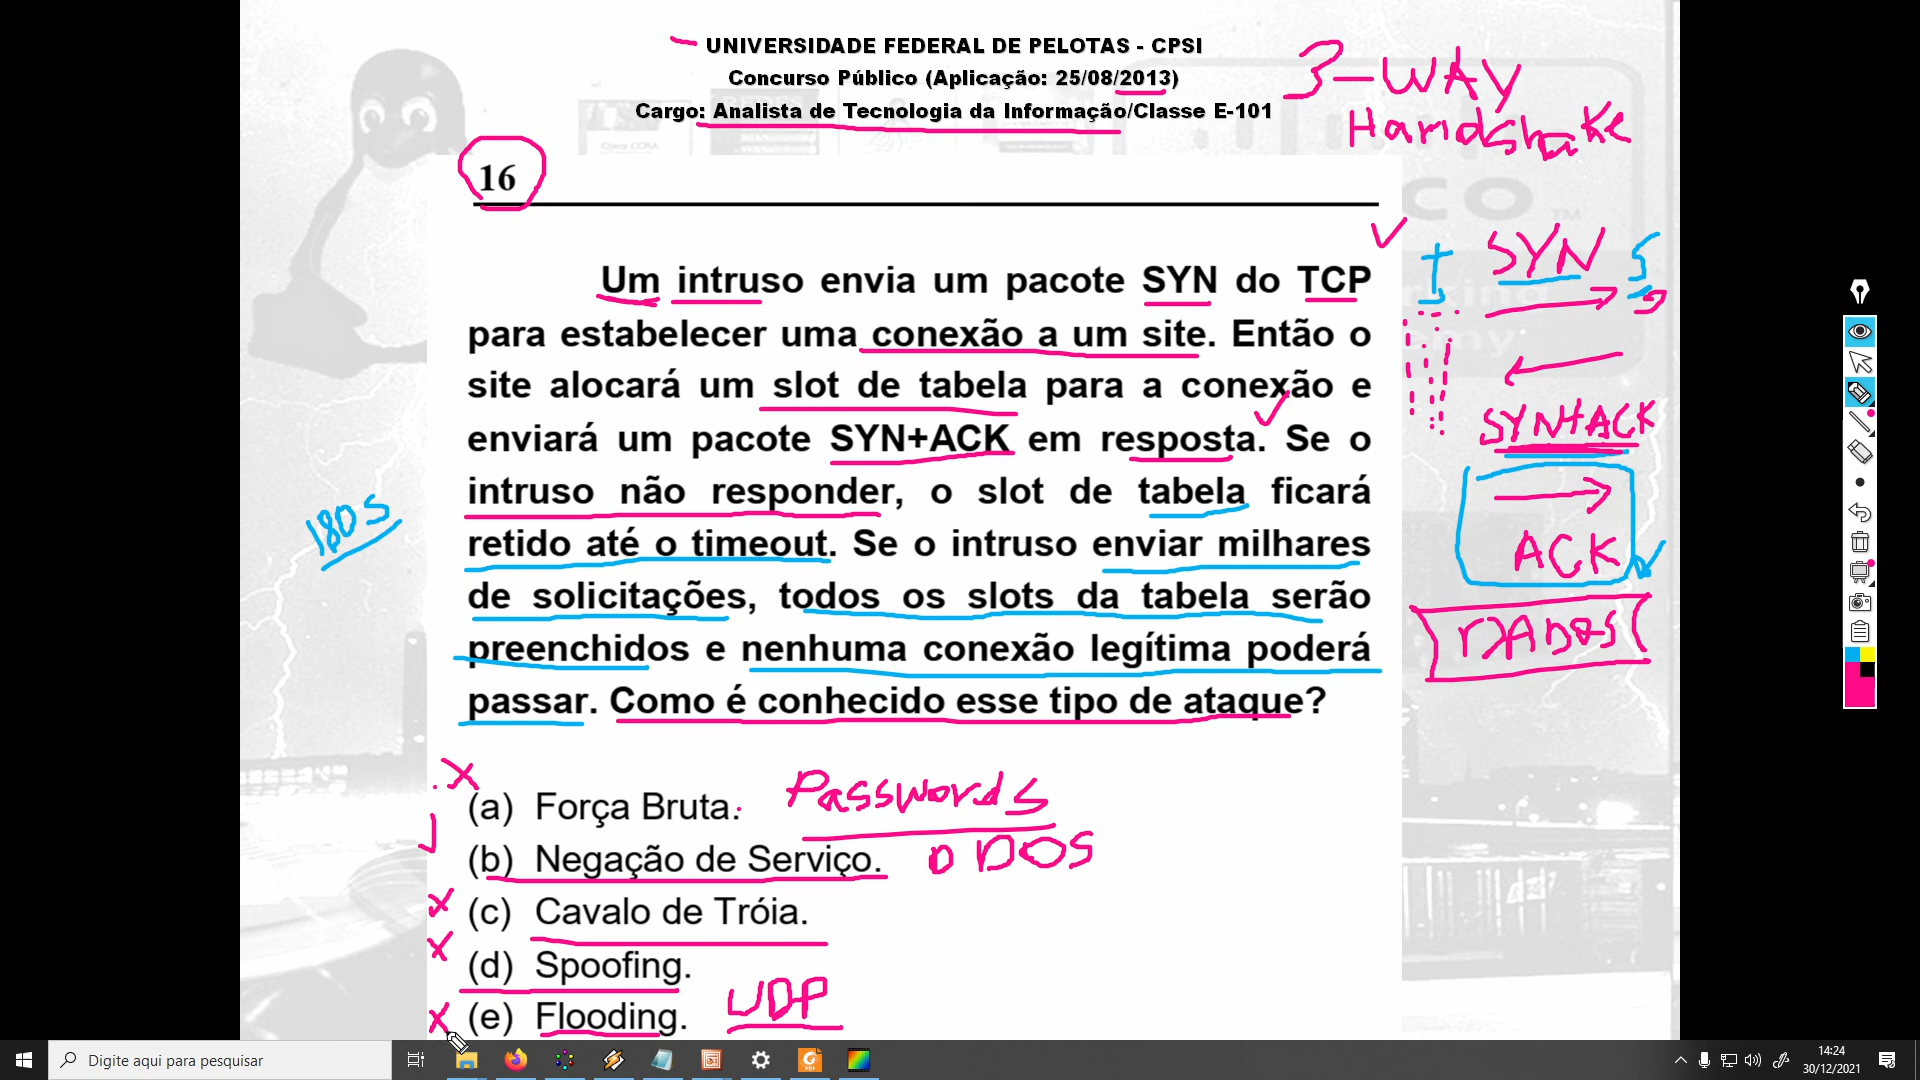 UNIVERSIDADE FEDERAL DE PELOTAS - CPSI
Concurso Público (Aplicação: 25/08/2013)
Cargo: Analista de Tecnologia da Informação/Classe E-101
3-WAY
Handshake
16
Um intruso envia um pacote SYN do TCP
para estabelecer uma conexão a um site. Então o
site alocará um slot de tabela para a conexão e
enviará um pacote SYN+ACK em resposta. Se o
intruso não responder, o slot de tabela ficará
retido até o timeout. Se o intruso enviar milhares
de solicitações, todos os slots da tabela serão
preenchidos e nenhuma conexão legítima poderá
passar. Como é conhecido esse tipo de ataque?
I SYN S
SYN+ACK
ACK
DADOS
180s
(a) Força Bruta. Passwords
(b) Negação de Serviço. DDOS
(c) Cavalo de Tróia.
(d) Spoofing.
(e) Flooding. UDP
Digite aqui para pesquisar
14:24
30/12/2021